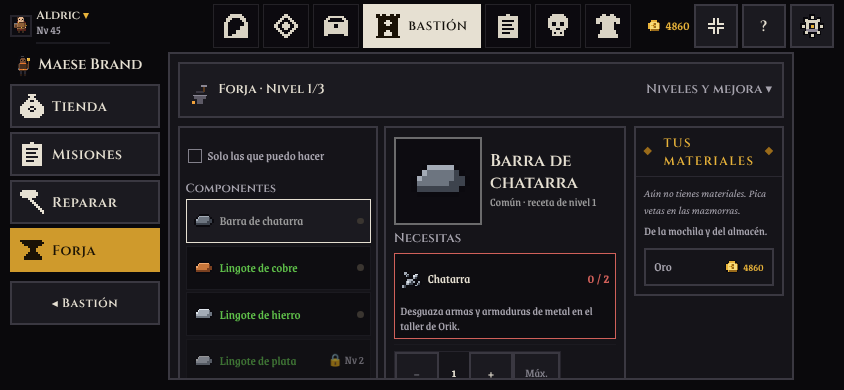 ALDRIC ▾
Nv 45
BASTIÓN
4860
?
MAESE BRAND
TIENDA
MISIONES
REPARAR
FORJA
◂ BASTIÓN
FORJA · NIVEL 1/3
NIVELES Y MEJORA ▾
Solo las que puedo hacer
COMPONENTES
Barra de chatarra
Lingote de cobre
Lingote de hierro
Lingote de plata
Nv 2
BARRA DE
CHATARRA
Común · receta de nivel 1
NECESITAS
Chatarra
0 / 2
Desguaza armas y armaduras de metal en el
taller de Orik.
−
1
+
Máx.
TUS
MATERIALES
Aún no tienes materiales. Pica
vetas en las mazmorras.
De la mochila y del almacén.
Oro
4860